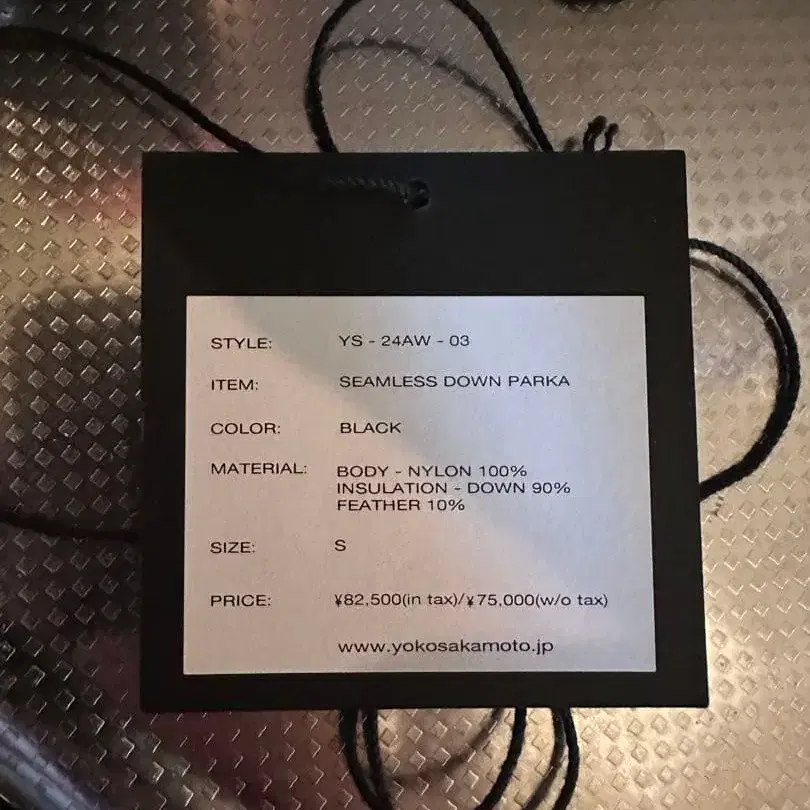 STYLE: YS - 24AW - 03
ITEM: SEAMLESS DOWN PARKA
COLOR: BLACK
MATERIAL: BODY - NYLON 100%
INSULATION - DOWN 90%
FEATHER 10%
SIZE: S
PRICE: ¥82,500(in tax)/¥75,000(w/o tax)
www.yokosakamoto.jp